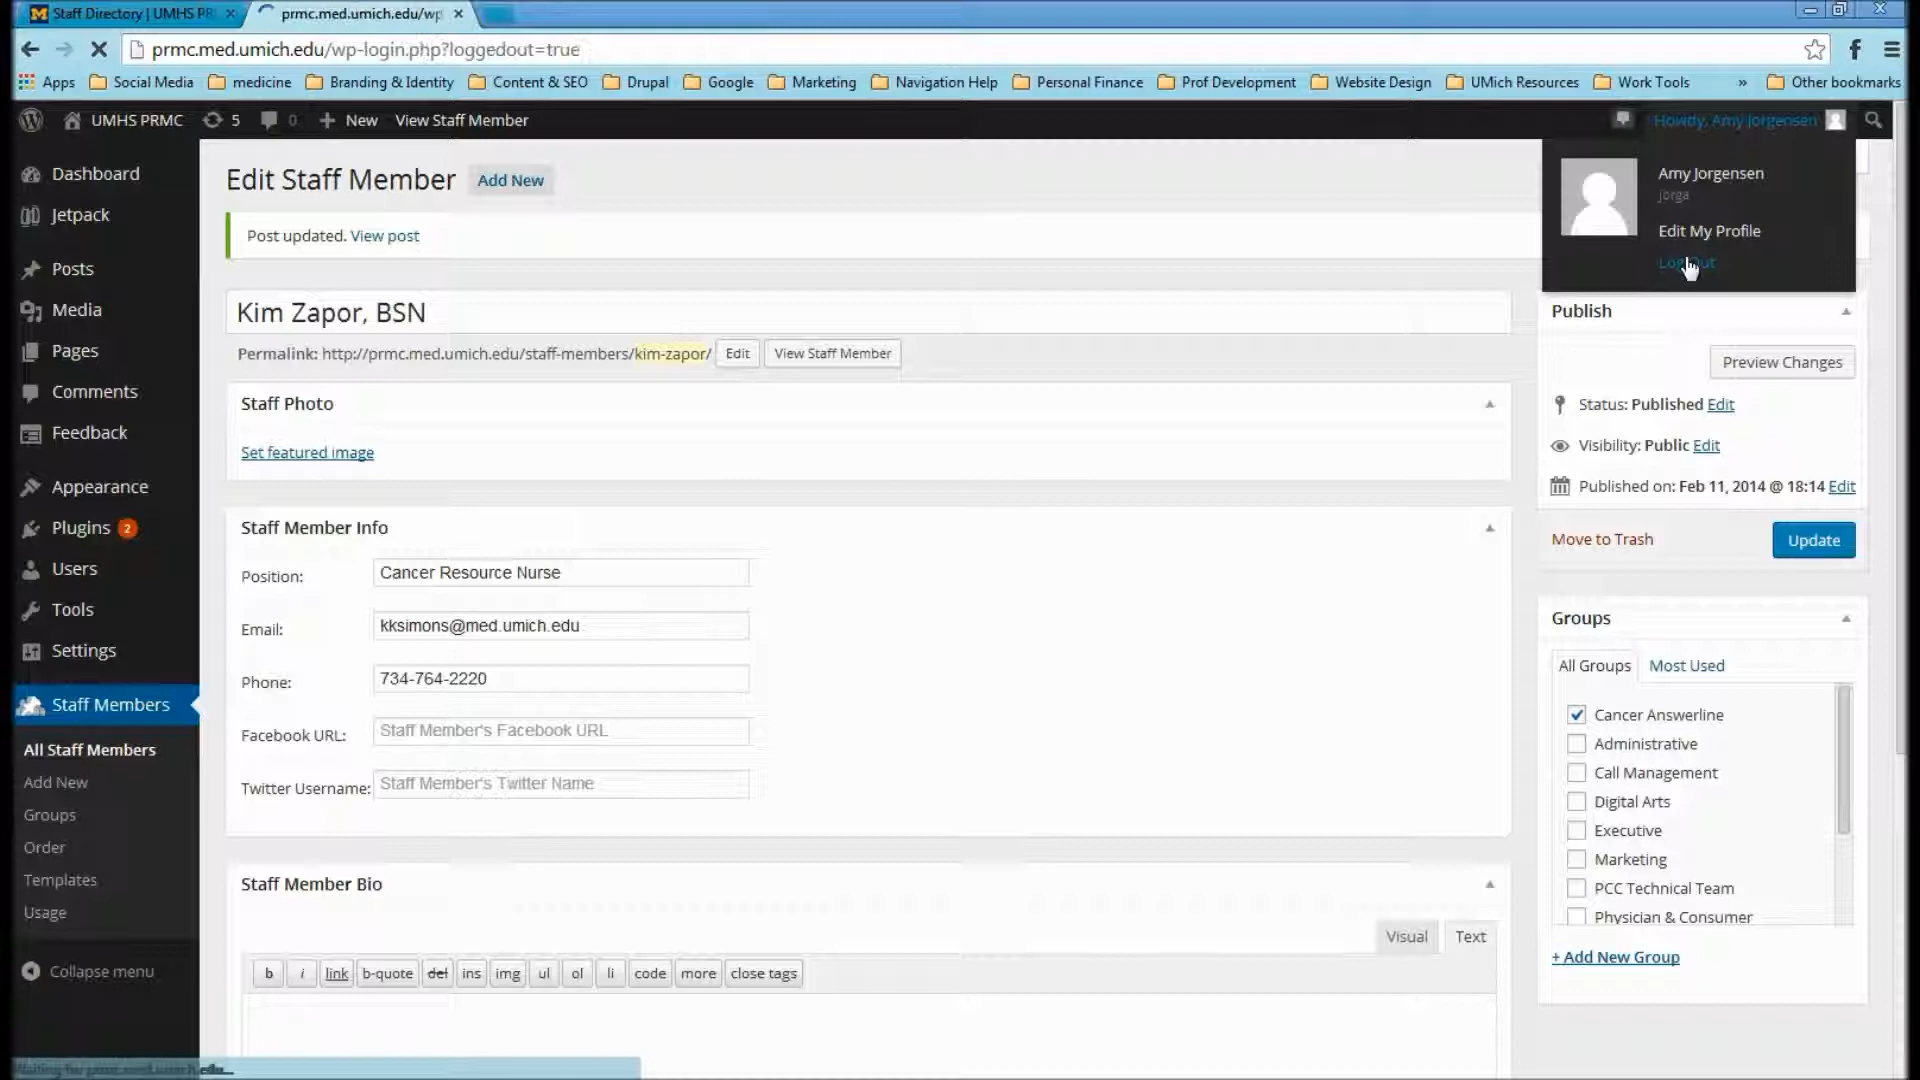 Staff Directory | UMHS PR
prmc.med.umich.edu/wp
prmc.med.umich.edu/wp-login.php?loggedout=true
Apps Social Media medicine Branding & Identity Content & SEO Drupal Google Marketing Navigation Help Personal Finance Prof Development Website Design UMich Resources Work Tools » Other bookmarks
UMHS PRMC 5 0 + New View Staff Member Howdy, Amy Jorgensen
Amy Jorgensen
jorga
Edit My Profile
Log Out
Dashboard
Jetpack
Posts
Media
Pages
Comments
Feedback
Appearance
Plugins 2
Users
Tools
Settings
Staff Members
All Staff Members
Add New
Groups
Order
Templates
Usage
Collapse menu
Edit Staff Member Add New
Post updated. View post
Kim Zapor, BSN
Permalink: http://prmc.med.umich.edu/staff-members/kim-zapor/ Edit View Staff Member
Staff Photo
Set featured image
Staff Member Info
Position: Cancer Resource Nurse
Email: kksimons@med.umich.edu
Phone: 734-764-2220
Facebook URL: Staff Member's Facebook URL
Twitter Username: Staff Member's Twitter Name
Staff Member Bio
Visual Text
b i link b-quote del ins img ul ol li code more close tags
Publish
Preview Changes
Status: Published Edit
Visibility: Public Edit
Published on: Feb 11, 2014 @ 18:14 Edit
Move to Trash Update
Groups
All Groups Most Used
Cancer Answerline
Administrative
Call Management
Digital Arts
Executive
Marketing
PCC Technical Team
Physician & Consumer
+ Add New Group
Waiting for prmc.med.umich.edu...